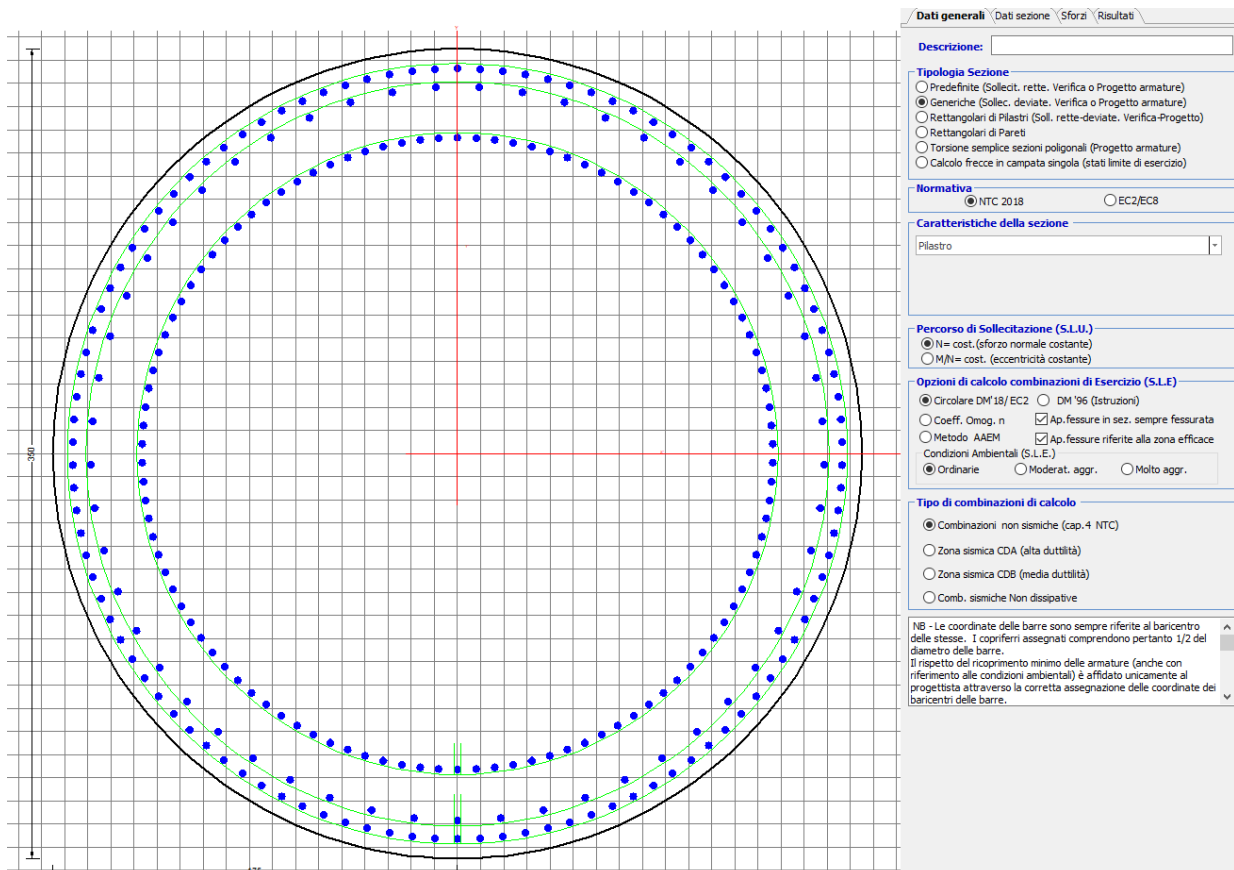 Dati generali Dati sezione Sforzi Risultati
Descrizione:
Tipologia Sezione
Predefinite (Sollecit. rette. Verifica o Progetto armature)
Generiche (Sollec. deviate. Verifica o Progetto armature)
Rettangolari di Pilastri (Soll. rette-deviate. Verifica-Progetto)
Rettangolari di Pareti
Torsione semplice sezioni poligonali (Progetto armature)
Calcolo frecce in campata singola (stati limite di esercizio)
Normativa
NTC 2018 EC2/EC8
Caratteristiche della sezione
Pilastro
Percorso di Sollecitazione (S.L.U.)
N= cost.(sforzo normale costante)
M/N= cost. (eccentricità costante)
Opzioni di calcolo combinazioni di Esercizio (S.L.E)
Circolare DM'18/ EC2 DM '96 (Istruzioni)
Coeff. Omog. n Ap.fessure in sez. sempre fessurata
Metodo AAEM Ap.fessure riferite alla zona efficace
Condizioni Ambientali (S.L.E.)
Ordinarie Moderat. aggr. Molto aggr.
Tipo di combinazioni di calcolo
Combinazioni non sismiche (cap.4 NTC)
Zona sismica CDA (alta duttilità)
Zona sismica CDB (media duttilità)
Comb. sismiche Non dissipative
NB - Le coordinate delle barre sono sempre riferite al baricentro
delle stesse. I copriferri assegnati comprendono pertanto 1/2 del
diametro delle barre.
Il rispetto del ricoprimento minimo delle armature (anche con
riferimento alle condizioni ambientali) è affidato unicamente al
progettista attraverso la corretta assegnazione delle coordinate dei
baricentri delle barre.
350